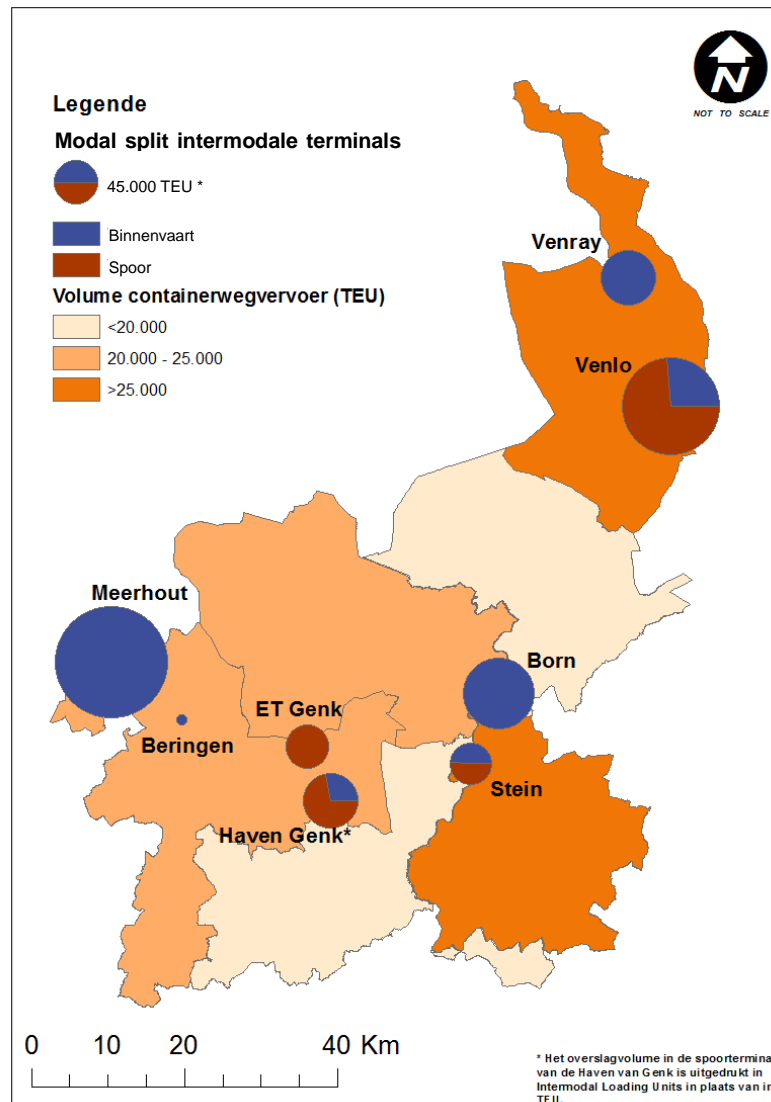 N
NOT TO SCALE
Legende
Modal split intermodale terminals
45.000 TEU *
Binnenvaart
Spoor
Volume containerwegvervoer (TEU)
<20.000
20.000 - 25.000
>25.000
Venray
Venlo
Meerhout
Born
ET Genk
Beringen
Stein
Haven Genk*
0 20 40 Km
* Het overslagvolume in de spoortermina
van de Haven van Genk is uitgedrukt in
Intermodal Loading Units in plaats van in
TEU.